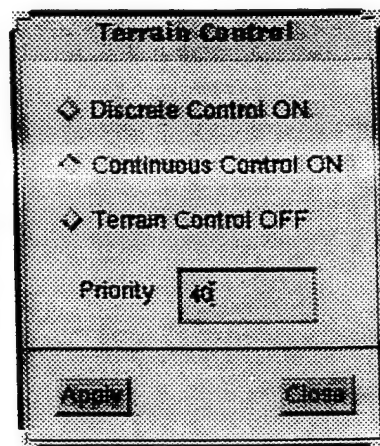 Terrain Control
Discrete Control ON
Continuous Control ON
Terrain Control OFF
Priority 40
Apply Close